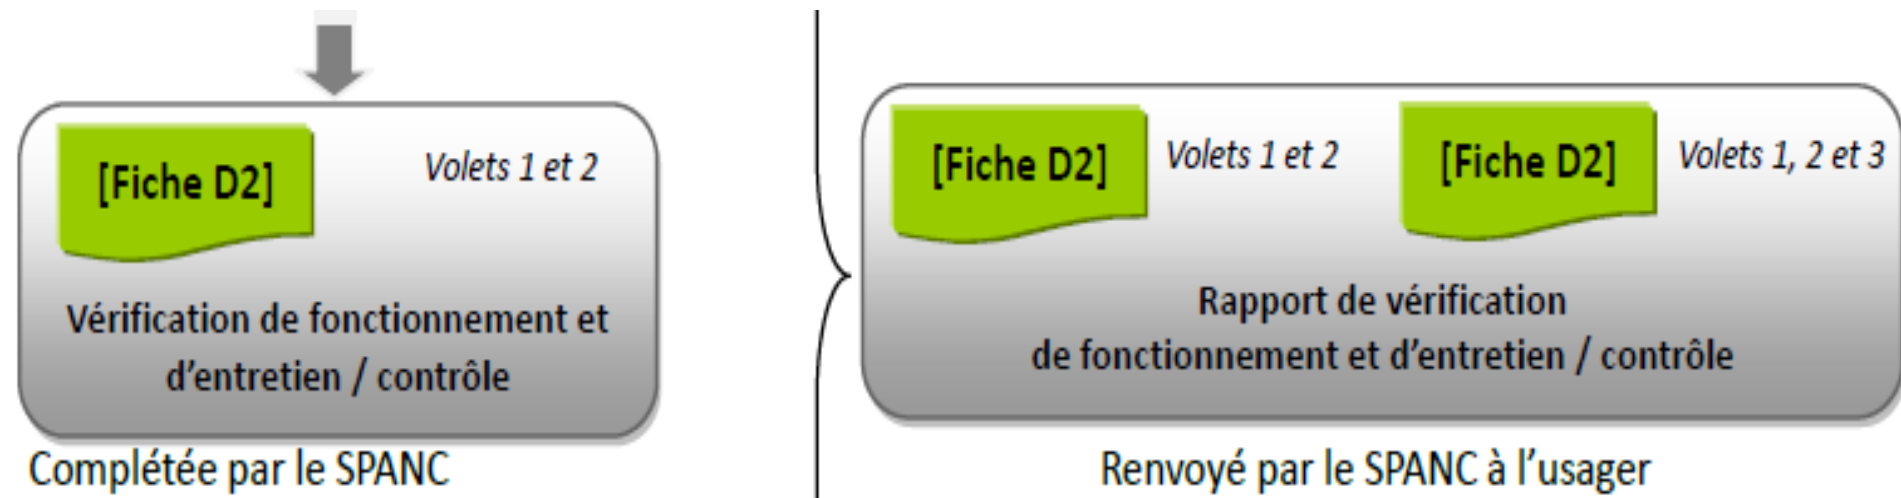 [Fiche D2] Volets 1 et 2
Vérification de fonctionnement et
d'entretien / contrôle
Complétée par le SPANC
[Fiche D2] Volets 1 et 2 [Fiche D2] Volets 1, 2 et 3
Rapport de vérification
de fonctionnement et d'entretien / contrôle
Renvoyé par le SPANC à l'usager